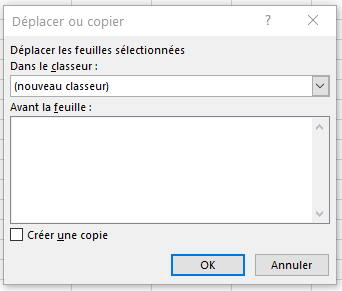 Déplacer ou copier
Déplacer les feuilles sélectionnées
Dans le classeur :
(nouveau classeur)
Avant la feuille :
Créer une copie
OK
Annuler